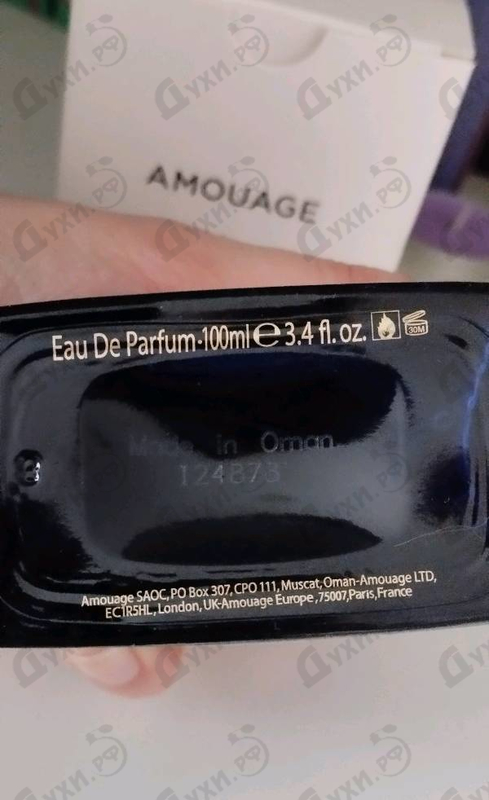 AMOUAGE
Eau De Parfum-100ml ℮ 3.4 fl. oz.
30M
Made in Oman
124873
8
Amouage SAOC, PO Box 307, CPO 111, Muscat, Oman-Amouage LTD,
EC1R5HL, London, UK-Amouage Europe, 75007, Paris, France
Духи.РФ